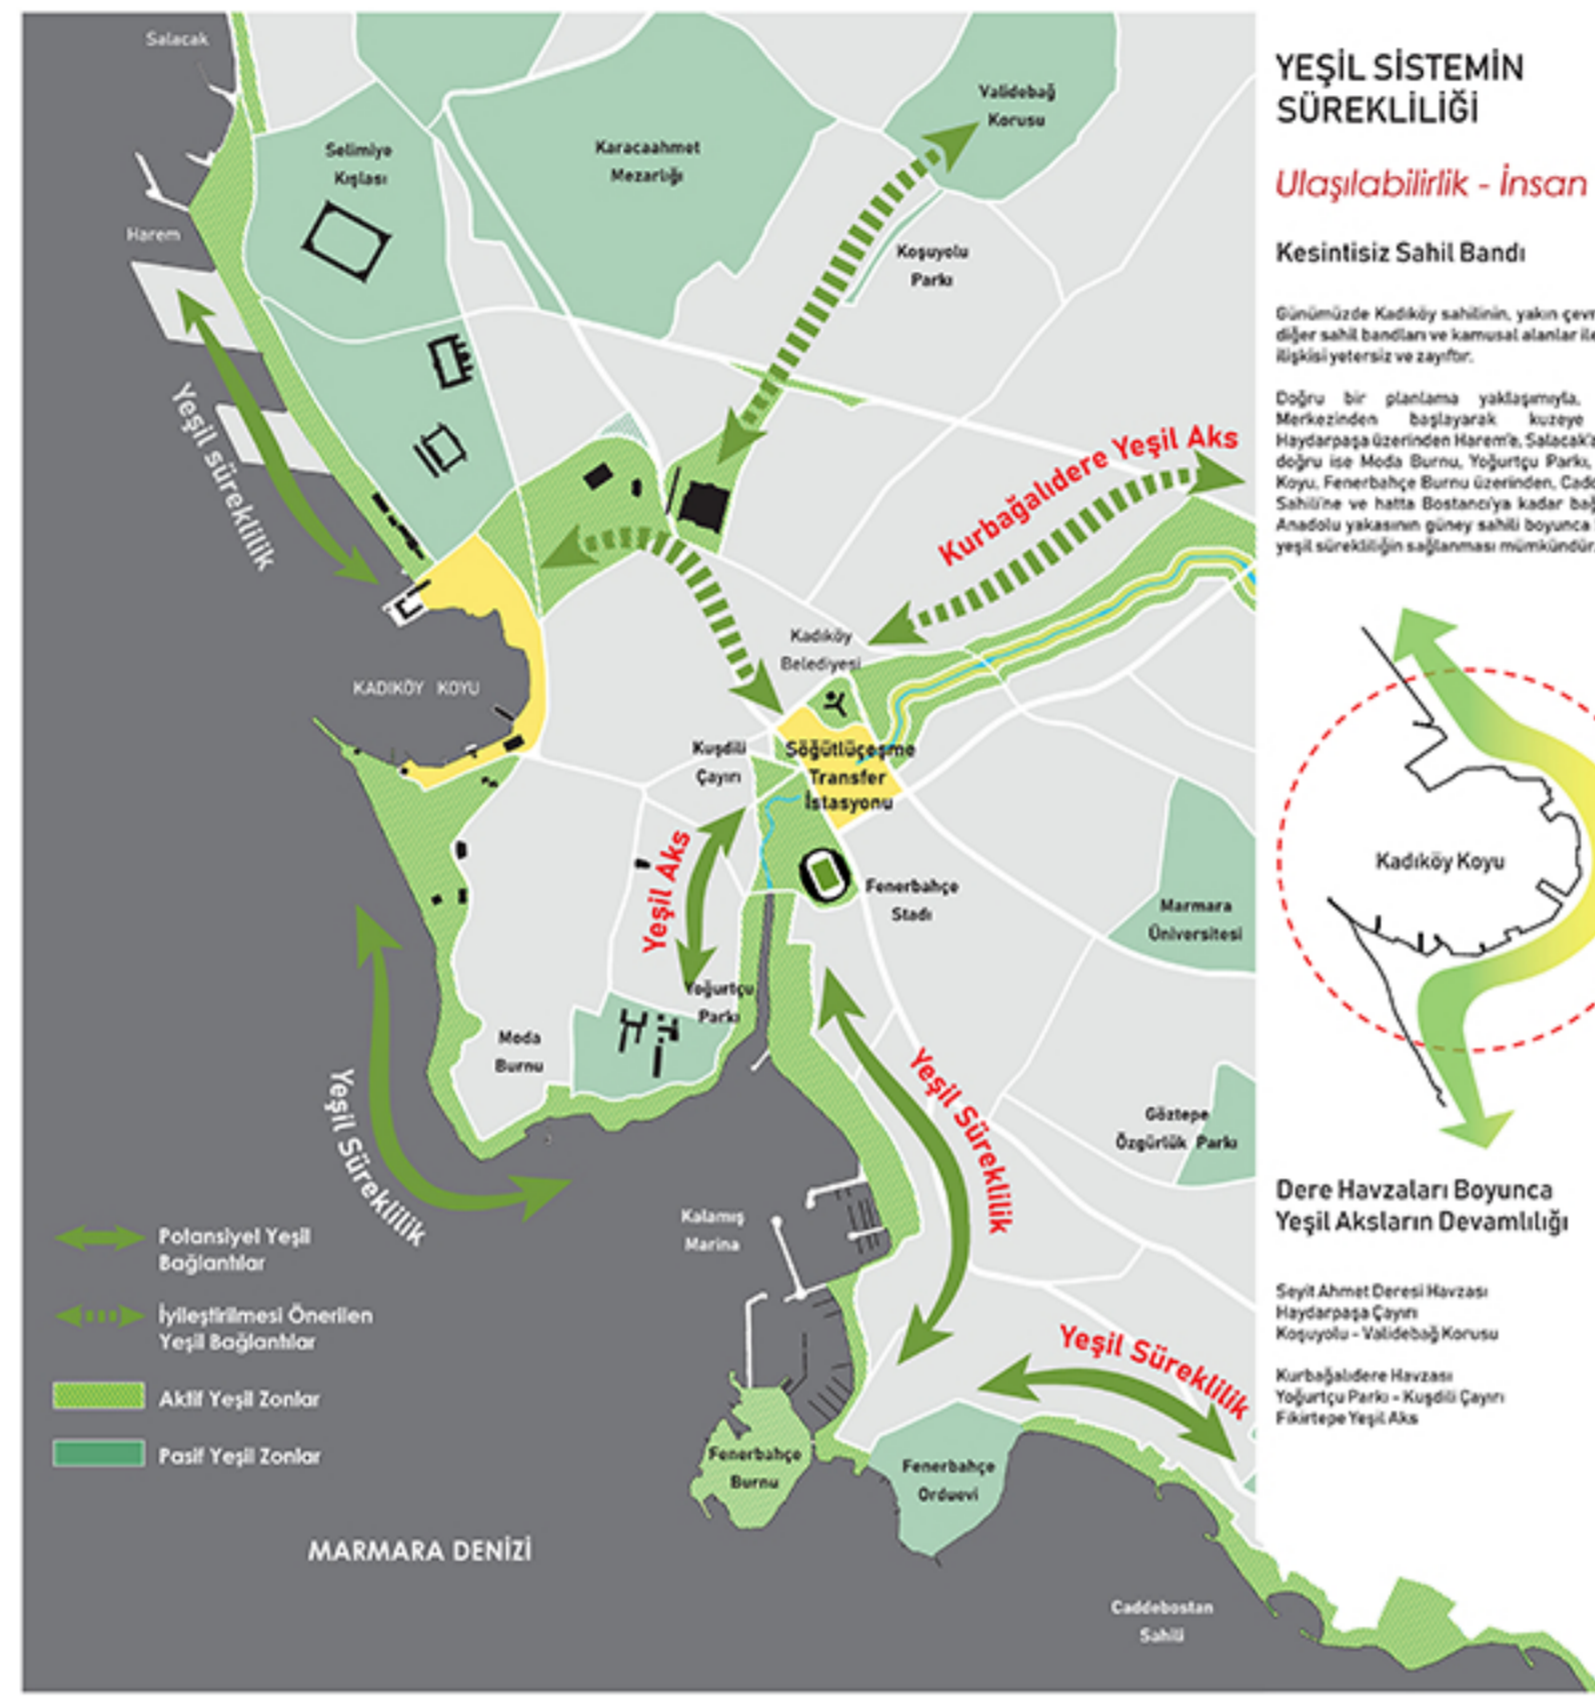 Salacak
Selimiye
Kışlası
Karacaahmet
Mezarlığı
Validebağ
Korusu
Harem
Koşuyolu
Parkı
Yeşil süreklilik
Kurbağalıdere Yeşil Aks
KADIKÖY KOYU
Kadıköy
Belediyesi
Kuşdili
Çayırı
Söğütlüçeşme
Transfer
İstasyonu
Yeşil Aks
Fenerbahçe
Stadı
Marmara
Üniversitesi
Yoğurtçu
Parkı
Moda
Burnu
Yeşil Süreklilik
Yeşil Süreklilik
Göztepe
Özgürlük Parkı
Kalamış
Marina
Yeşil Süreklilik
Fenerbahçe
Burnu
Fenerbahçe
Orduevi
Caddebostan
Sahili
MARMARA DENİZİ
Polansiyel Yeşil
Bağlantılar
İyileştirilmesi Önerilen
Yeşil Bağlantılar
Aktif Yeşil Zonlar
Pasif Yeşil Zonlar
YEŞİL SİSTEMİN
SÜREKLİLİĞİ
Ulaşılabilirlik - İnsan
Kesintisiz Sahil Bandı
Günümüzde Kadıköy sahilinin, yakın çevr
diğer sahil bandları ve kamusal alanlar ile
ilişkisi yetersiz ve zayıftır.
Doğru bir planlama yaklaşımıyla,
Merkezinden başlayarak kuzeye
Haydarpaşa üzerinden Harem'e, Salacak'a
doğru ise Moda Burnu, Yoğurtçu Parkı,
Koyu, Fenerbahçe Burnu üzerinden, Cadd
Sahili'ne ve hatta Bostancı'ya kadar bağ
Anadolu yakasının güney sahili boyunca
yeşil sürekliliğin sağlanması mümkündür.
Kadıköy Koyu
Dere Havzaları Boyunca
Yeşil Aksların Devamlılığı
Seyit Ahmet Deresi Havzası
Haydarpaşa Çayırı
Koşuyolu - Validebağ Korusu
Kurbağalıdere Havzası
Yoğurtçu Parkı - Kuşdili Çayırı
Fikirtepe Yeşil Aks